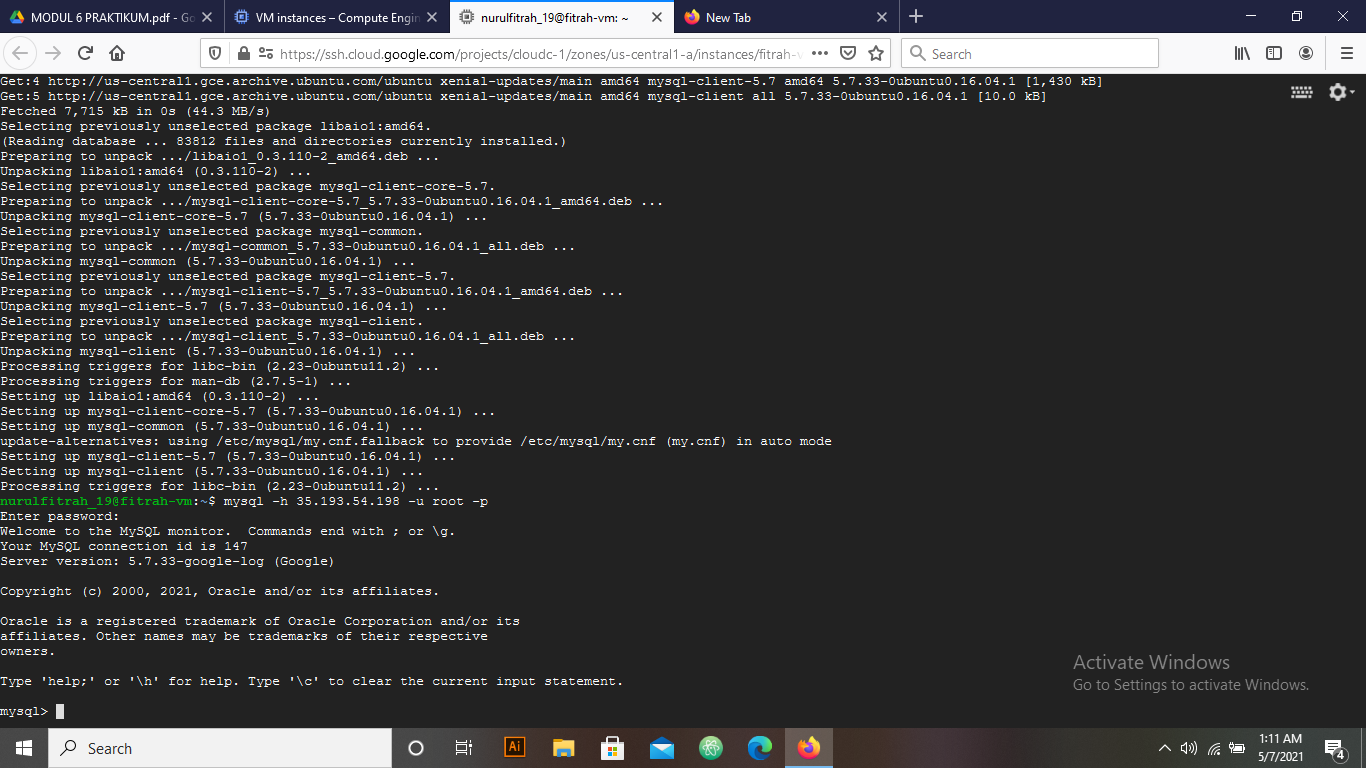 MODUL 6 PRAKTIKUM.pdf - Go
VM instances – Compute Engin
nurulfitrah_19@fitrah-vm: ~
New Tab
https://ssh.cloud.google.com/projects/cloudc-1/zones/us-central1-a/instances/fitrah-v
Search
Get:4 http://us-central1.gce.archive.ubuntu.com/ubuntu xenial-updates/main amd64 mysql-client-5.7 amd64 5.7.33-0ubuntu0.16.04.1 [1,430 kB]
Get:5 http://us-central1.gce.archive.ubuntu.com/ubuntu xenial-updates/main amd64 mysql-client all 5.7.33-0ubuntu0.16.04.1 [10.0 kB]
Fetched 7,715 kB in 0s (44.3 MB/s)
Selecting previously unselected package libaio1:amd64.
(Reading database ... 83812 files and directories currently installed.)
Preparing to unpack .../libaio1_0.3.110-2_amd64.deb ...
Unpacking libaio1:amd64 (0.3.110-2) ...
Selecting previously unselected package mysql-client-core-5.7.
Preparing to unpack .../mysql-client-core-5.7_5.7.33-0ubuntu0.16.04.1_amd64.deb ...
Unpacking mysql-client-core-5.7 (5.7.33-0ubuntu0.16.04.1) ...
Selecting previously unselected package mysql-common.
Preparing to unpack .../mysql-common_5.7.33-0ubuntu0.16.04.1_all.deb ...
Unpacking mysql-common (5.7.33-0ubuntu0.16.04.1) ...
Selecting previously unselected package mysql-client-5.7.
Preparing to unpack .../mysql-client-5.7_5.7.33-0ubuntu0.16.04.1_amd64.deb ...
Unpacking mysql-client-5.7 (5.7.33-0ubuntu0.16.04.1) ...
Selecting previously unselected package mysql-client.
Preparing to unpack .../mysql-client_5.7.33-0ubuntu0.16.04.1_all.deb ...
Unpacking mysql-client (5.7.33-0ubuntu0.16.04.1) ...
Processing triggers for libc-bin (2.23-0ubuntu11.2) ...
Processing triggers for man-db (2.7.5-1) ...
Setting up libaio1:amd64 (0.3.110-2) ...
Setting up mysql-client-core-5.7 (5.7.33-0ubuntu0.16.04.1) ...
Setting up mysql-common (5.7.33-0ubuntu0.16.04.1) ...
update-alternatives: using /etc/mysql/my.cnf.fallback to provide /etc/mysql/my.cnf (my.cnf) in auto mode
Setting up mysql-client-5.7 (5.7.33-0ubuntu0.16.04.1) ...
Setting up mysql-client (5.7.33-0ubuntu0.16.04.1) ...
Processing triggers for libc-bin (2.23-0ubuntu11.2) ...
nurulfitrah_19@fitrah-vm:~$ mysql -h 35.193.54.198 -u root -p
Enter password:
Welcome to the MySQL monitor.  Commands end with ; or \g.
Your MySQL connection id is 147
Server version: 5.7.33-google-log (Google)
Copyright (c) 2000, 2021, Oracle and/or its affiliates.
Oracle is a registered trademark of Oracle Corporation and/or its
affiliates. Other names may be trademarks of their respective
owners.
Type 'help;' or '\h' for help. Type '\c' to clear the current input statement.
mysql>
Activate Windows
Go to Settings to activate Windows.
Search
Ai
1:11 AM
5/7/2021
4